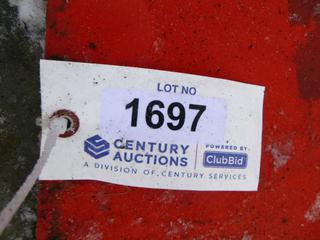 LOT NO
1697
CENTURY AUCTIONS
POWERED BY:
ClubBid
A DIVISION OF CENTURY SERVICES